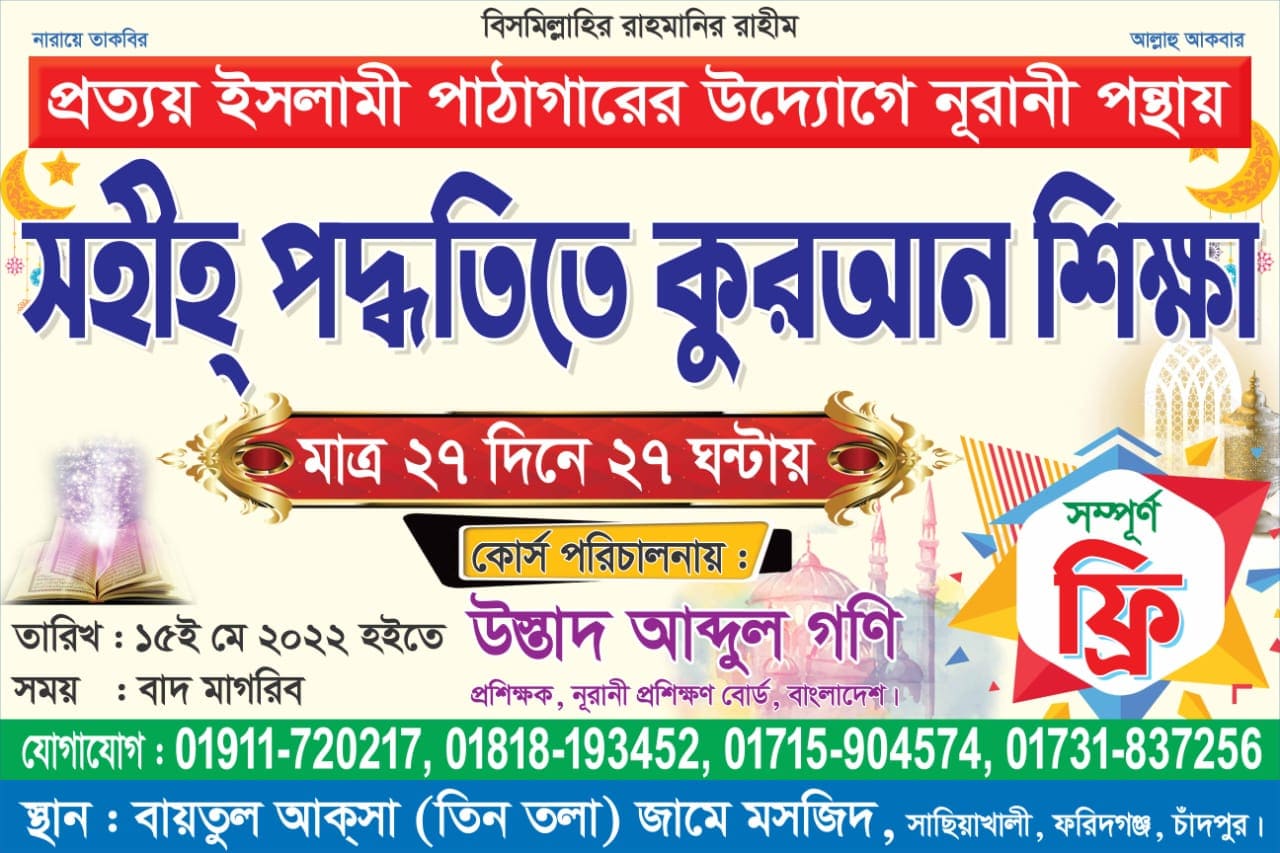 বিসমিল্লাহির রাহমানির রাহীম
নারায়ে তাকবির
আল্লাহু আকবার
প্রত্যয় ইসলামী পাঠাগারের উদ্যোগে নূরানী পন্থায়
সহীহ্ পদ্ধতিতে কুরআন শিক্ষা
মাত্র ২৭ দিনে ২৭ ঘন্টায়
সম্পূর্ণ
ফ্রি
কোর্স পরিচালনায় :
উস্তাদ আব্দুল গণি
প্রশিক্ষক, নূরানী প্রশিক্ষণ বোর্ড, বাংলাদেশ।
তারিখ : ১৫ই মে ২০২২ হইতে
সময় : বাদ মাগরিব
যোগাযোগ : 01911-720217, 01818-193452, 01715-904574, 01731-837256
স্থান : বায়তুল আক্সা (তিন তলা) জামে মসজিদ, সাছিয়াখালী, ফরিদগঞ্জ, চাঁদপুর।